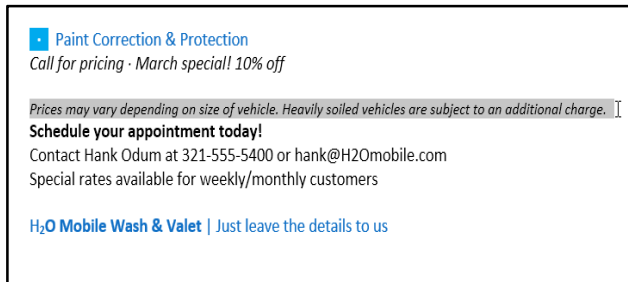 · Paint Correction & Protection
Call for pricing · March special! 10% off
Prices may vary depending on size of vehicle. Heavily soiled vehicles are subject to an additional charge.
Schedule your appointment today!
Contact Hank Odum at 321-555-5400 or hank@H2Omobile.com
Special rates available for weekly/monthly customers
H₂O Mobile Wash & Valet | Just leave the details to us